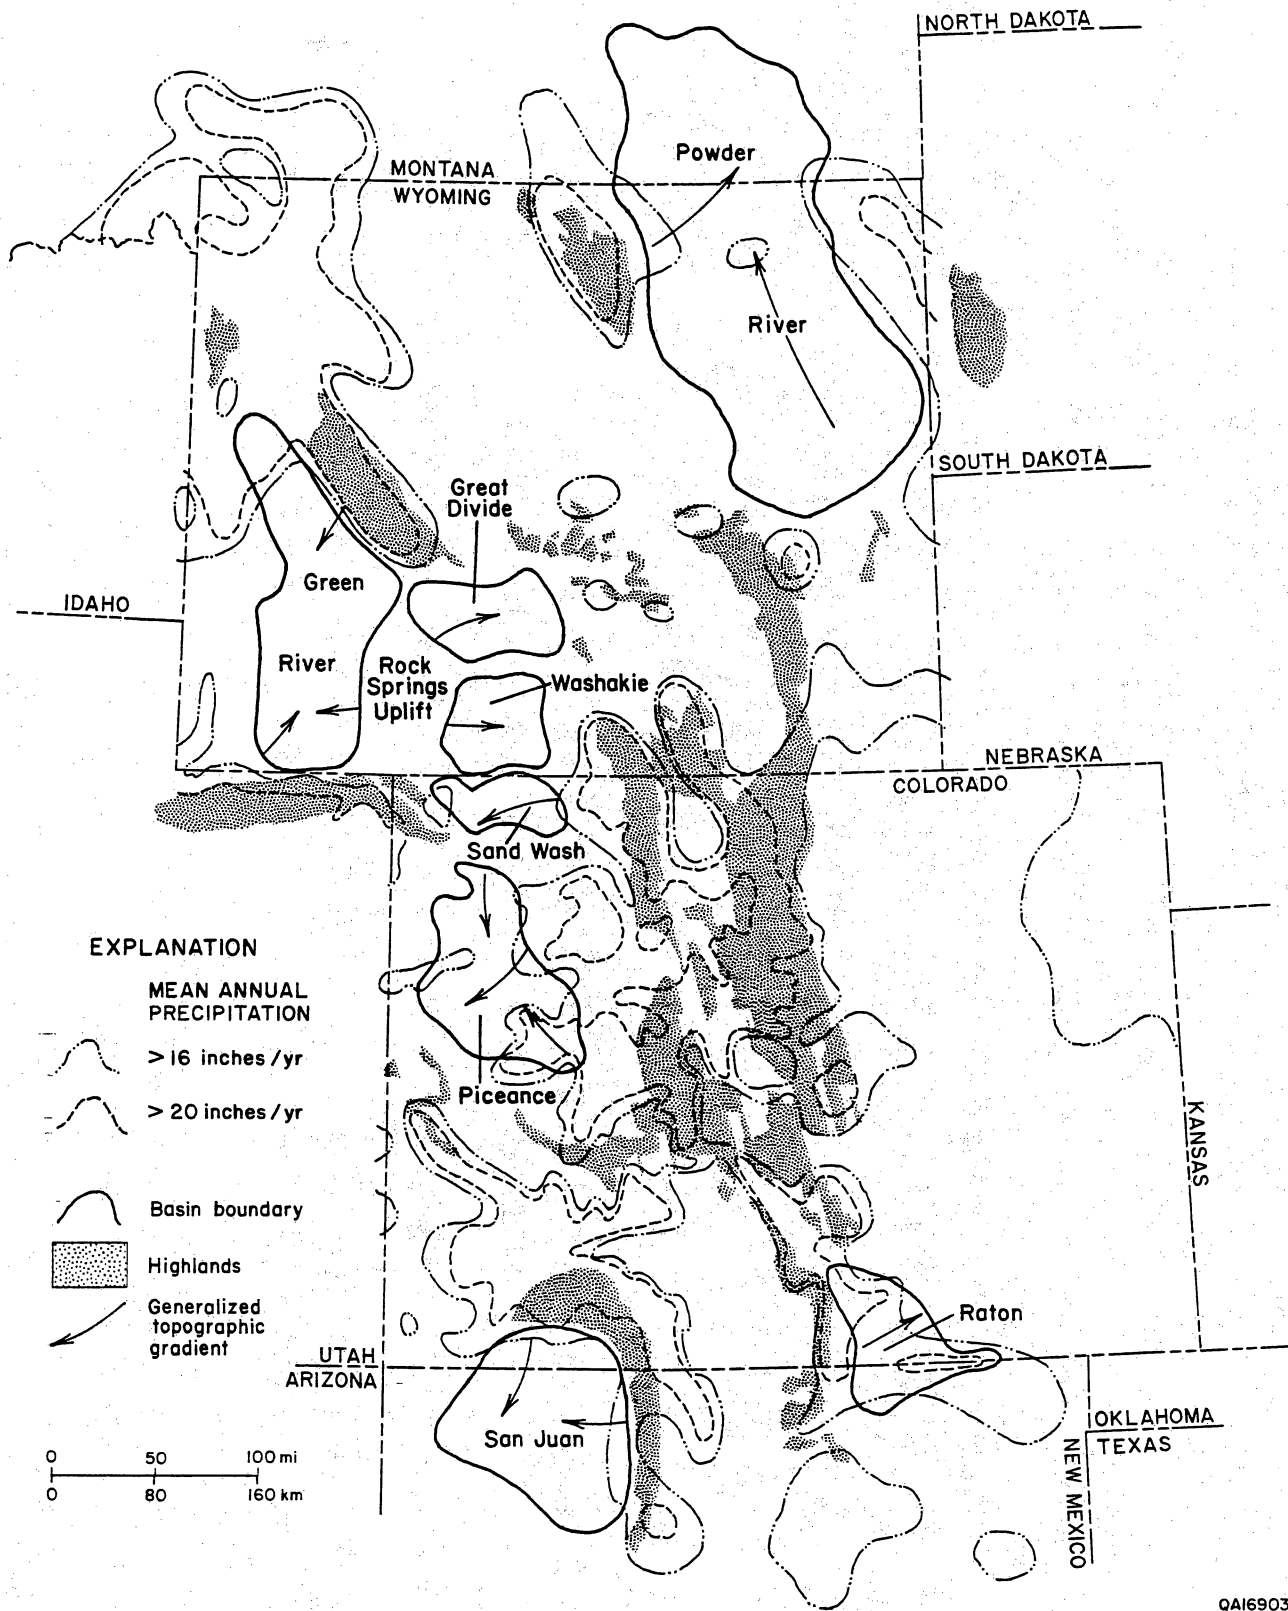 NORTH DAKOTA
Powder
MONTANA
WYOMING
River
SOUTH DAKOTA
Great
Divide
Green
IDAHO
River
Rock
Springs
Uplift
Washakie
NEBRASKA
COLORADO
Sand Wash
EXPLANATION
MEAN ANNUAL
PRECIPITATION
>16 inches/yr
>20 inches/yr
Piceance
KANSAS
Basin boundary
Highlands
Generalized
topographic
gradient
Raton
UTAH
ARIZONA
San Juan
OKLAHOMA
TEXAS
NEW MEXICO
0 50 100 mi
0 80 160 km
QA16903